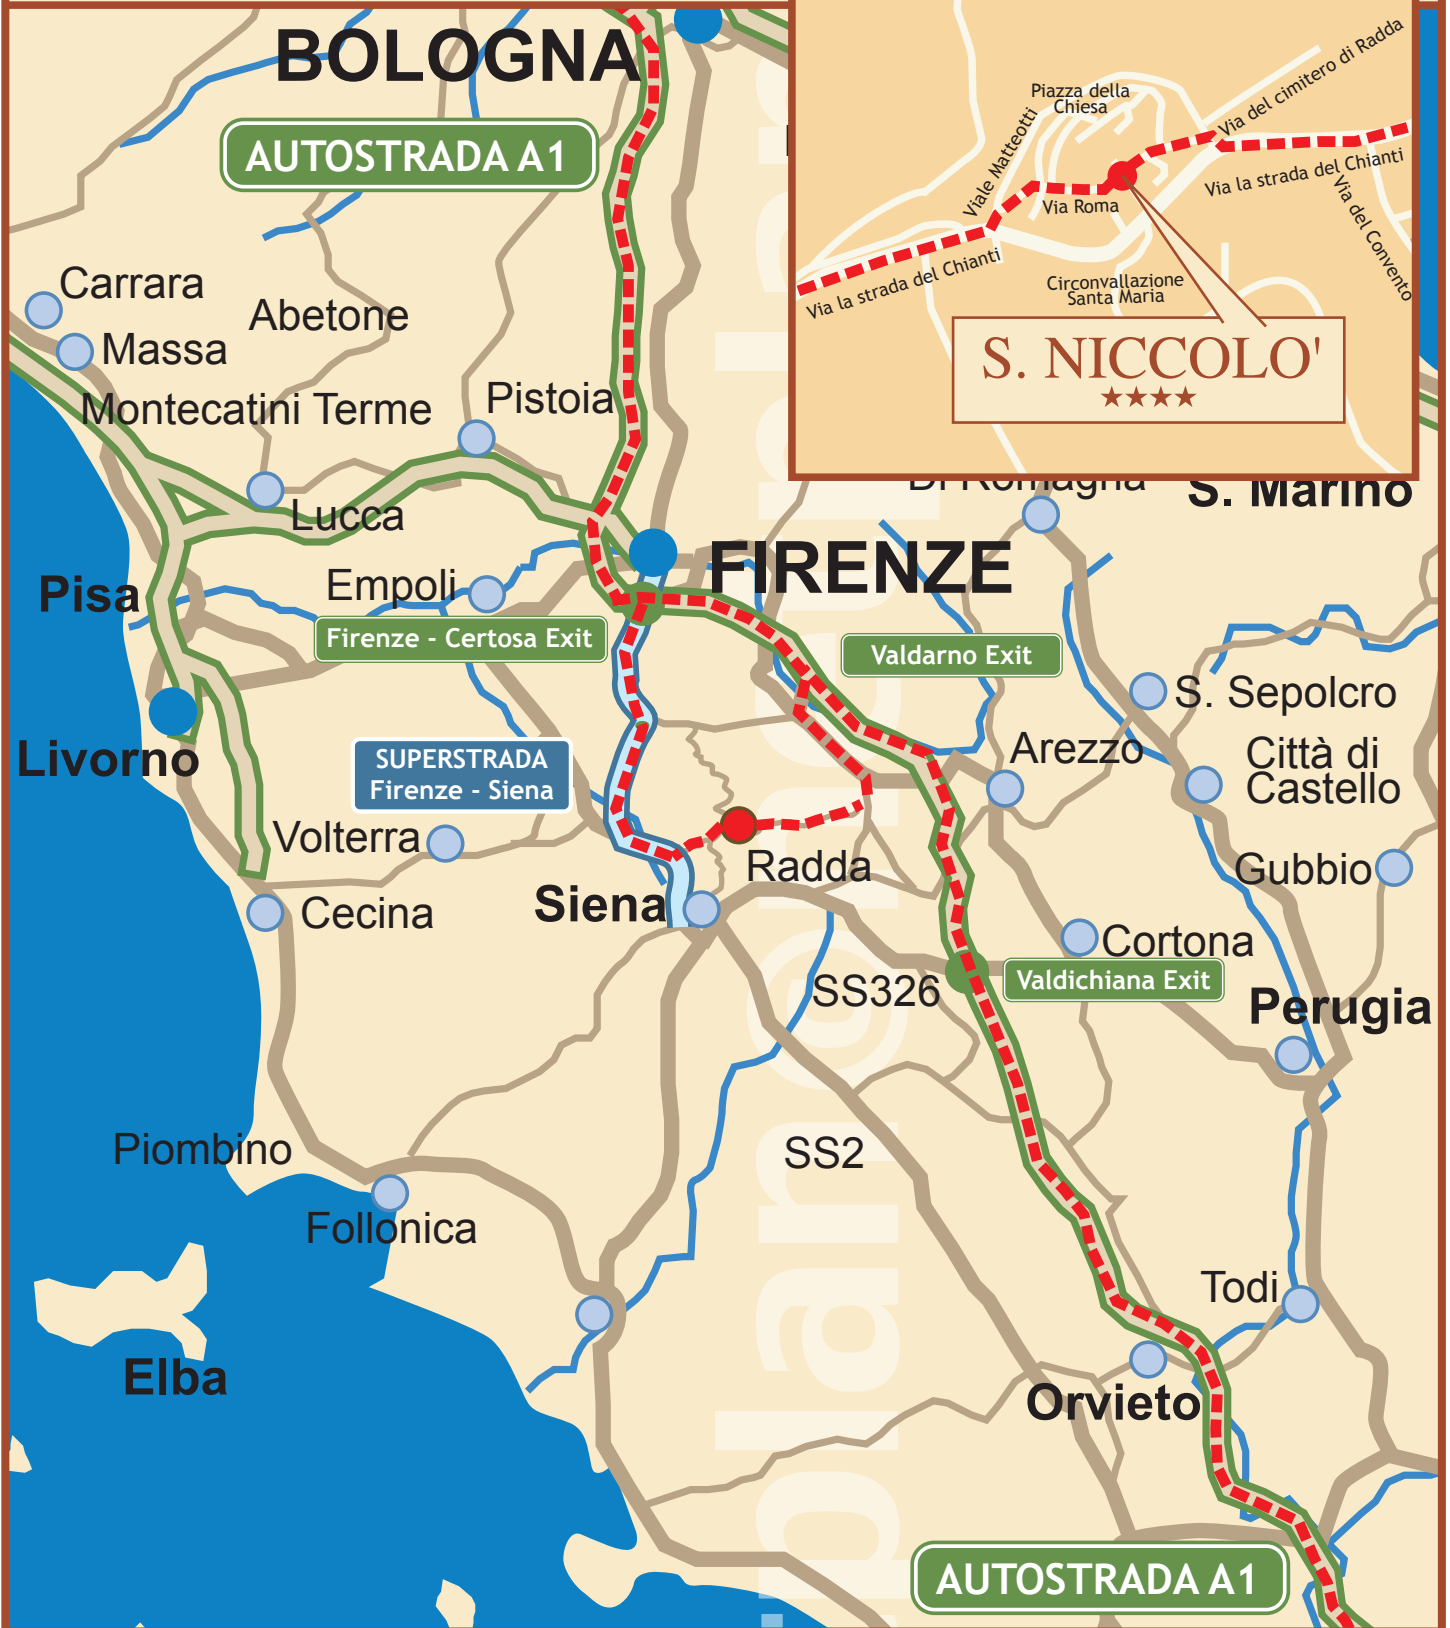 BOLOGNA
AUTOSTRADA A1
Piazza della
Chiesa
Viale Matteotti
Via del cimitero di Radda
Via la strada del Chianti
Via del Convento
Via Roma
Via la strada del Chianti
Circonvallazione
Santa Maria
S. NICCOLO'
★★★★
Carrara
Abetone
Massa
Montecatini Terme
Pistoia
Di Romagna
S. Marino
Lucca
FIRENZE
Pisa
Empoli
Firenze - Certosa Exit
Valdarno Exit
S. Sepolcro
Livorno
SUPERSTRADA
Firenze - Siena
Arezzo
Città di
Castello
Volterra
Radda
Gubbio
Siena
Cecina
Cortona
SS326
Valdichiana Exit
Perugia
Piombino
SS2
Follonica
Todi
Elba
Orvieto
AUTOSTRADA A1